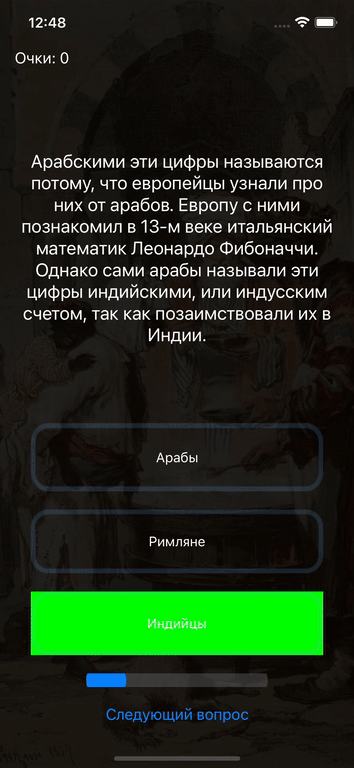 12:48
Очки: 0
Арабскими эти цифры называются
потому, что европейцы узнали про
них от арабов. Европу с ними
познакомил в 13-м веке итальянский
математик Леонардо Фибоначчи.
Однако сами арабы называли эти
цифры индийскими, или индусским
счетом, так как позаимствовали их в
Индии.
Арабы
Римляне
Индийцы
Следующий вопрос